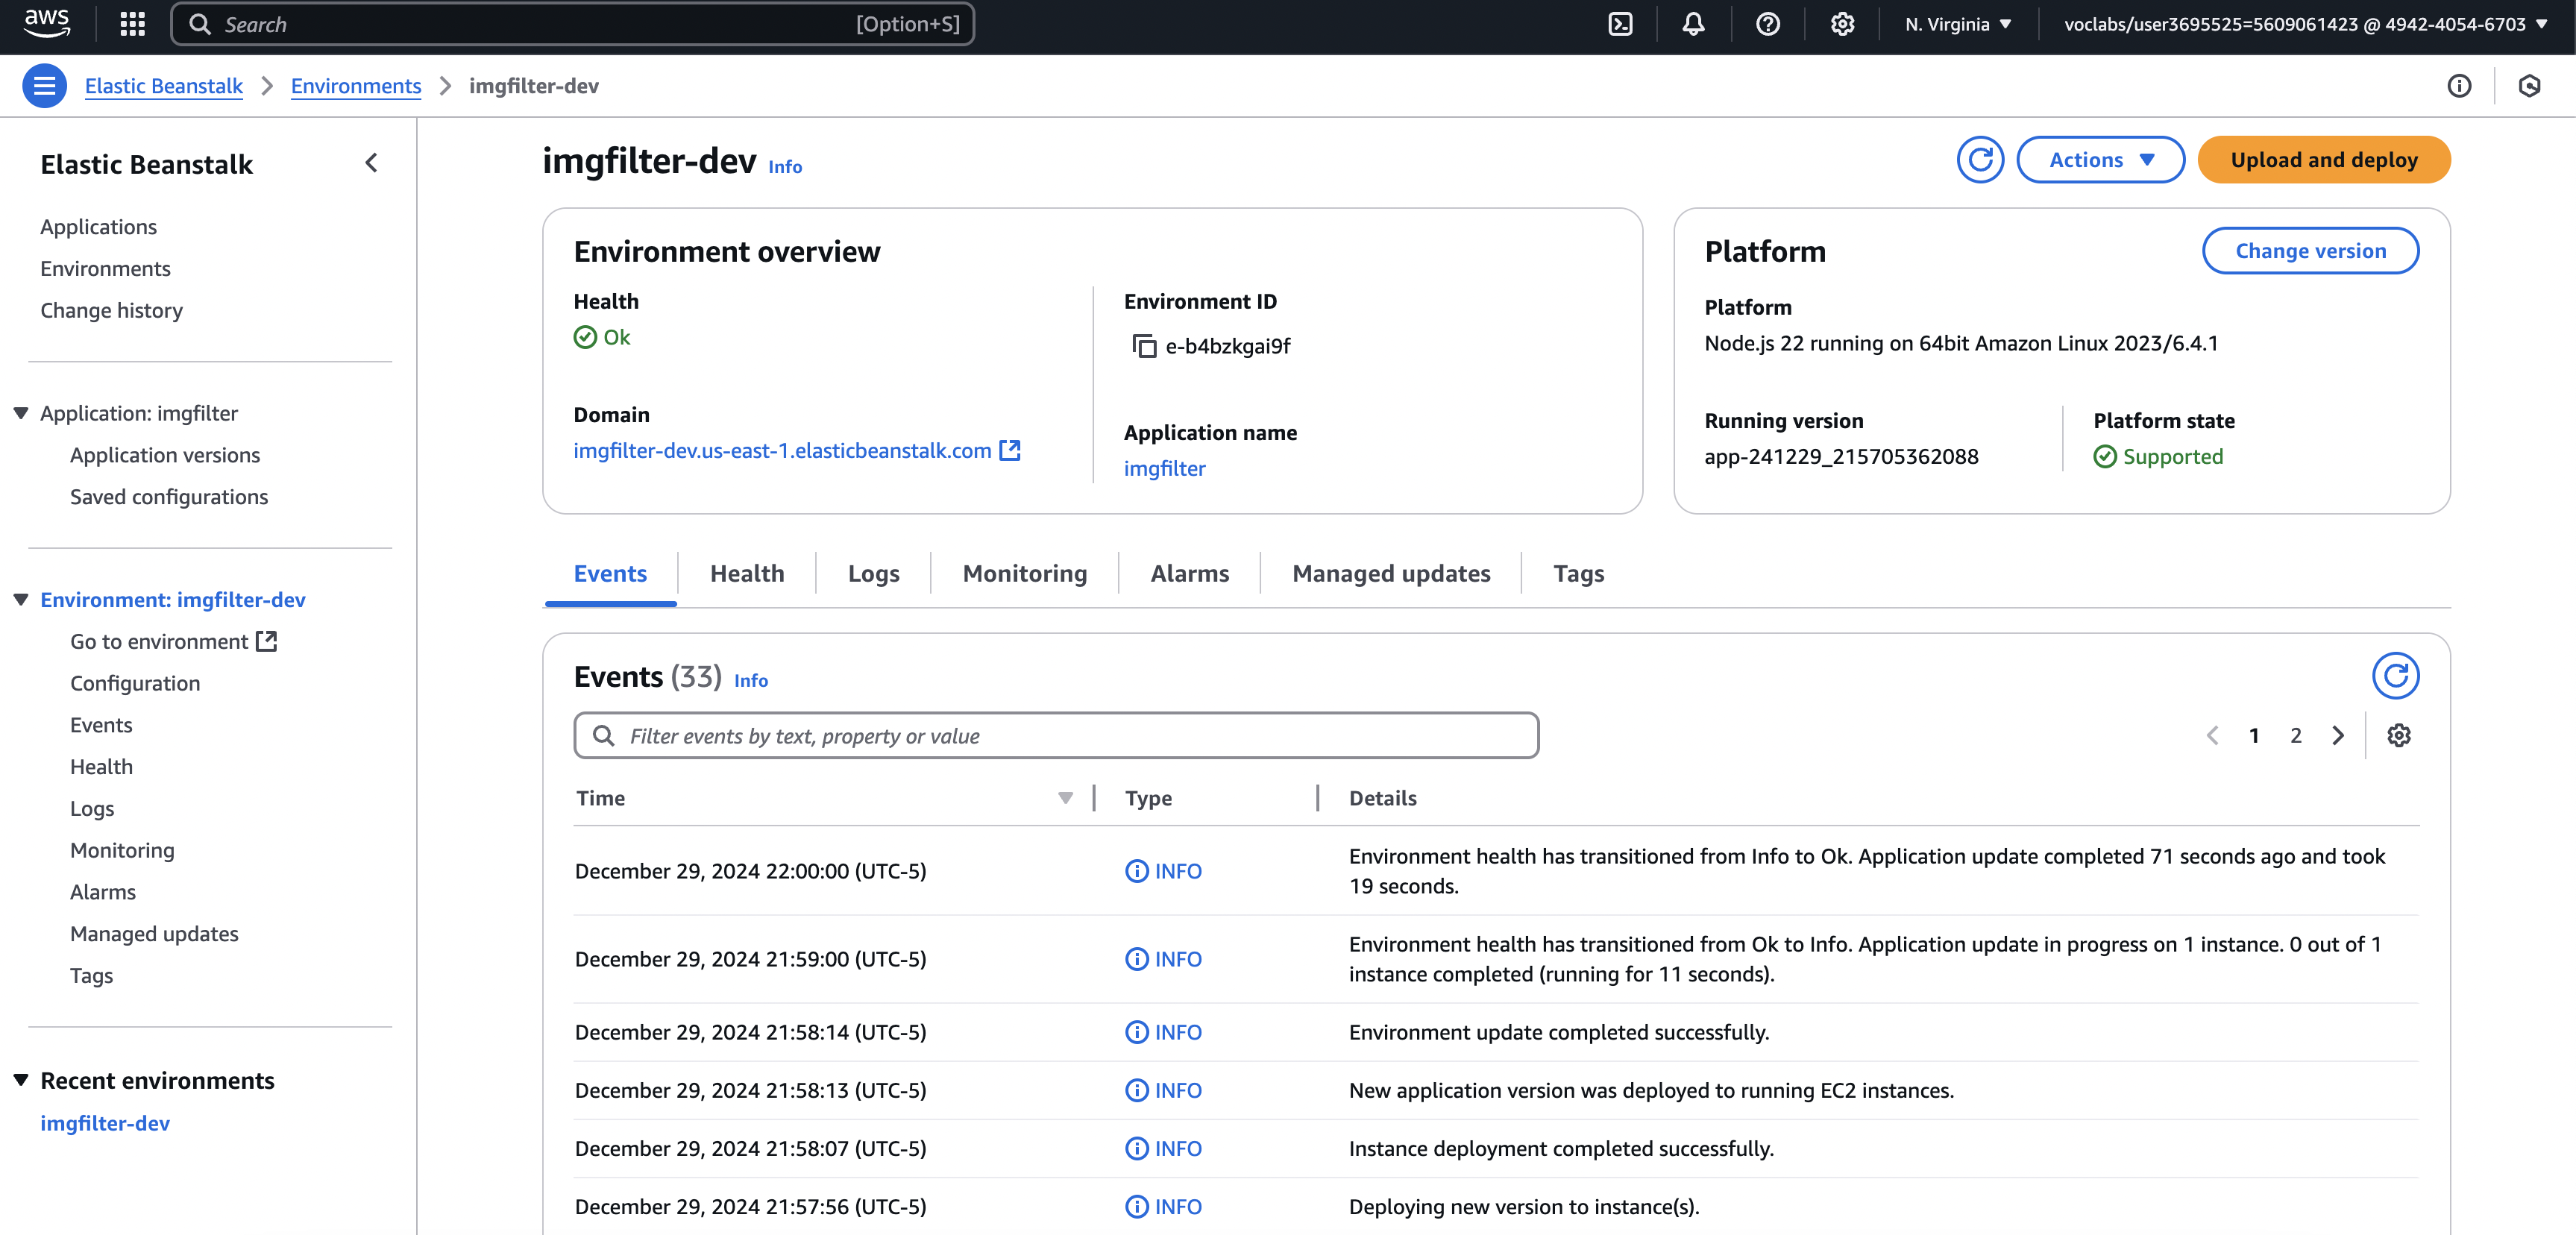 aws
Search [Option+S]
N. Virginia
voclabs/user3695525=5609061423 @ 4942-4054-6703
Elastic Beanstalk
Environments
imgfilter-dev
Elastic Beanstalk
Applications
Environments
Change history
Application: imgfilter
Application versions
Saved configurations
Environment: imgfilter-dev
Go to environment
Configuration
Events
Health
Logs
Monitoring
Alarms
Managed updates
Tags
Recent environments
imgfilter-dev
imgfilter-dev Info
Actions
Upload and deploy
Environment overview
Health
Ok
Domain
imgfilter-dev.us-east-1.elasticbeanstalk.com
Environment ID
e-b4bzkgai9f
Application name
imgfilter
Platform
Change version
Platform
Node.js 22 running on 64bit Amazon Linux 2023/6.4.1
Running version
app-241229_215705362088
Platform state
Supported
Events Health Logs Monitoring Alarms Managed updates Tags
Events (33) Info
Filter events by text, property or value
1 2
Time Type Details
December 29, 2024 22:00:00 (UTC-5) INFO Environment health has transitioned from Info to Ok. Application update completed 71 seconds ago and took
19 seconds.
December 29, 2024 21:59:00 (UTC-5) INFO Environment health has transitioned from Ok to Info. Application update in progress on 1 instance. 0 out of 1
instance completed (running for 11 seconds).
December 29, 2024 21:58:14 (UTC-5) INFO Environment update completed successfully.
December 29, 2024 21:58:13 (UTC-5) INFO New application version was deployed to running EC2 instances.
December 29, 2024 21:58:07 (UTC-5) INFO Instance deployment completed successfully.
December 29, 2024 21:57:56 (UTC-5) INFO Deploying new version to instance(s).